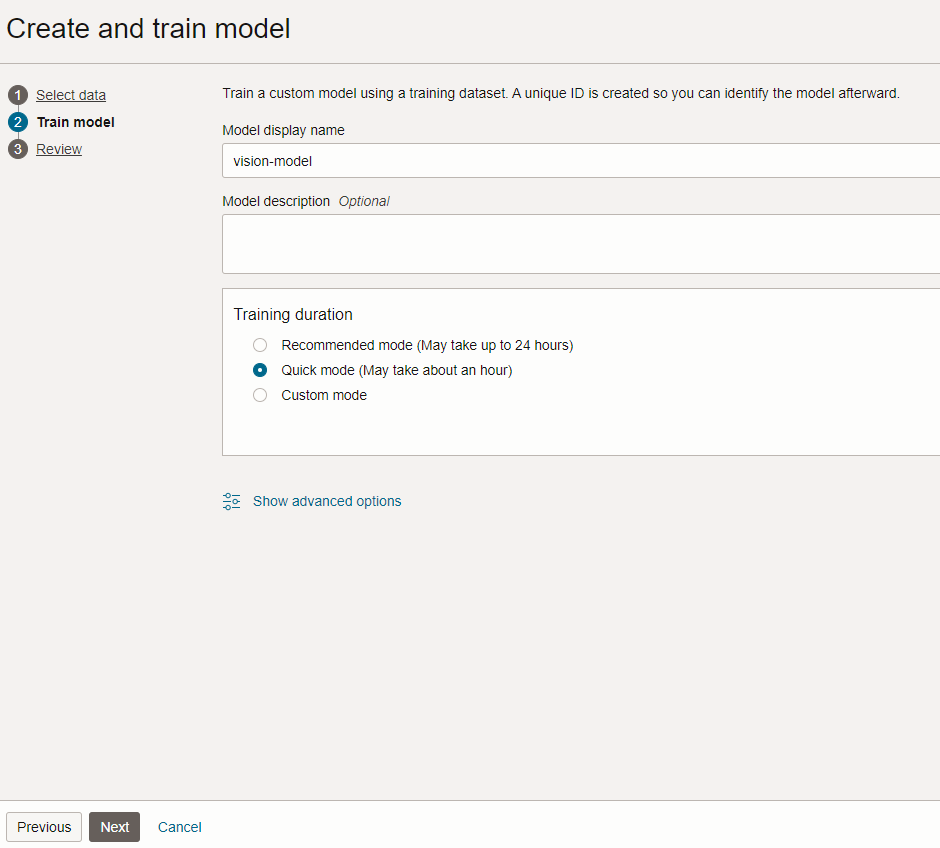 Create and train model
1 Select data
2 Train model
3 Review
Train a custom model using a training dataset. A unique ID is created so you can identify the model afterward.
Model display name
vision-model
Model description Optional
Training duration
Recommended mode (May take up to 24 hours)
Quick mode (May take about an hour)
Custom mode
Show advanced options
Previous Next Cancel